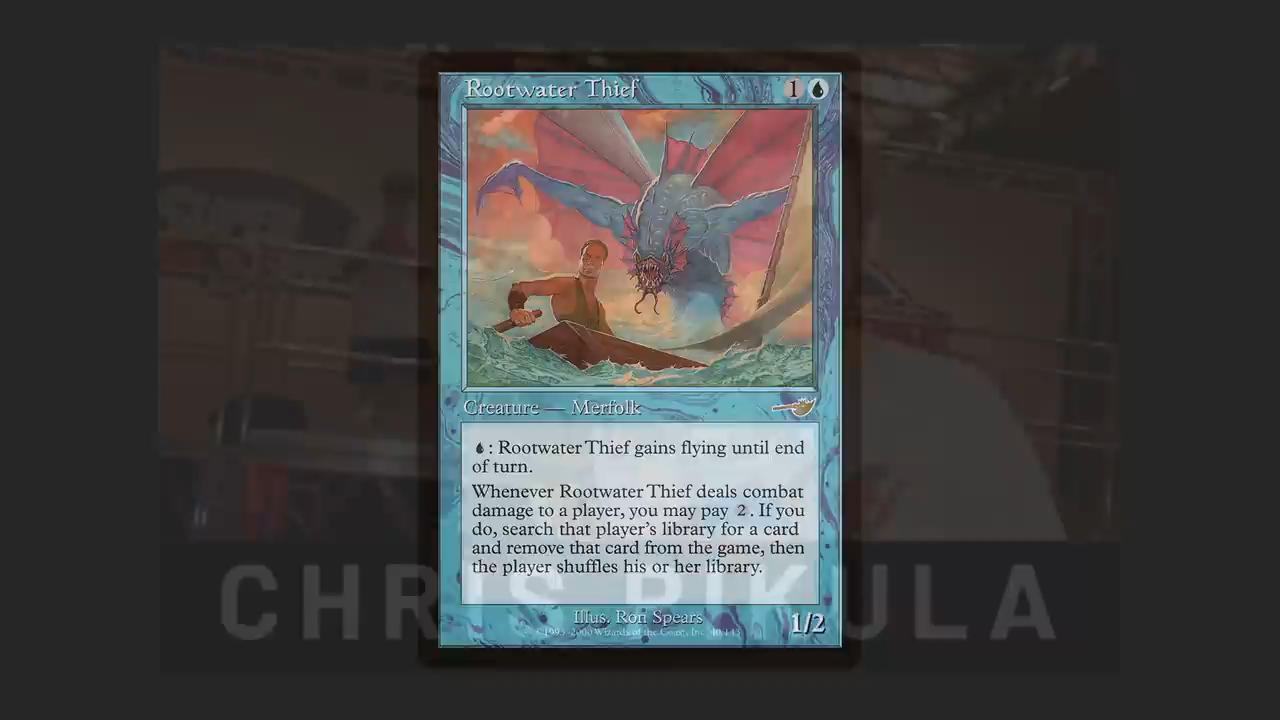 Rootwater Thief 1
Creature — Merfolk
: Rootwater Thief gains flying until end
of turn.
Whenever Rootwater Thief deals combat
damage to a player, you may pay 2. If you
do, search that player's library for a card
and remove that card from the game, then
the player shuffles his or her library.
CHRIS PIKULA
Illus. Ron Spears
1/2